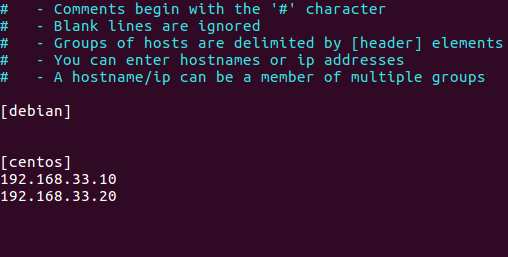 #   - Comments begin with the '#' character
#   - Blank lines are ignored
#   - Groups of hosts are delimited by [header] elements
#   - You can enter hostnames or ip addresses
#   - A hostname/ip can be a member of multiple groups
[debian]
[centos]
192.168.33.10
192.168.33.20